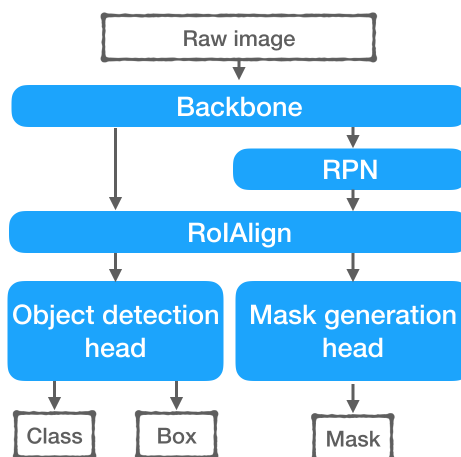 Raw image
Backbone
RPN
RoIAlign
Object detection
head
Mask generation
head
Class
Box
Mask